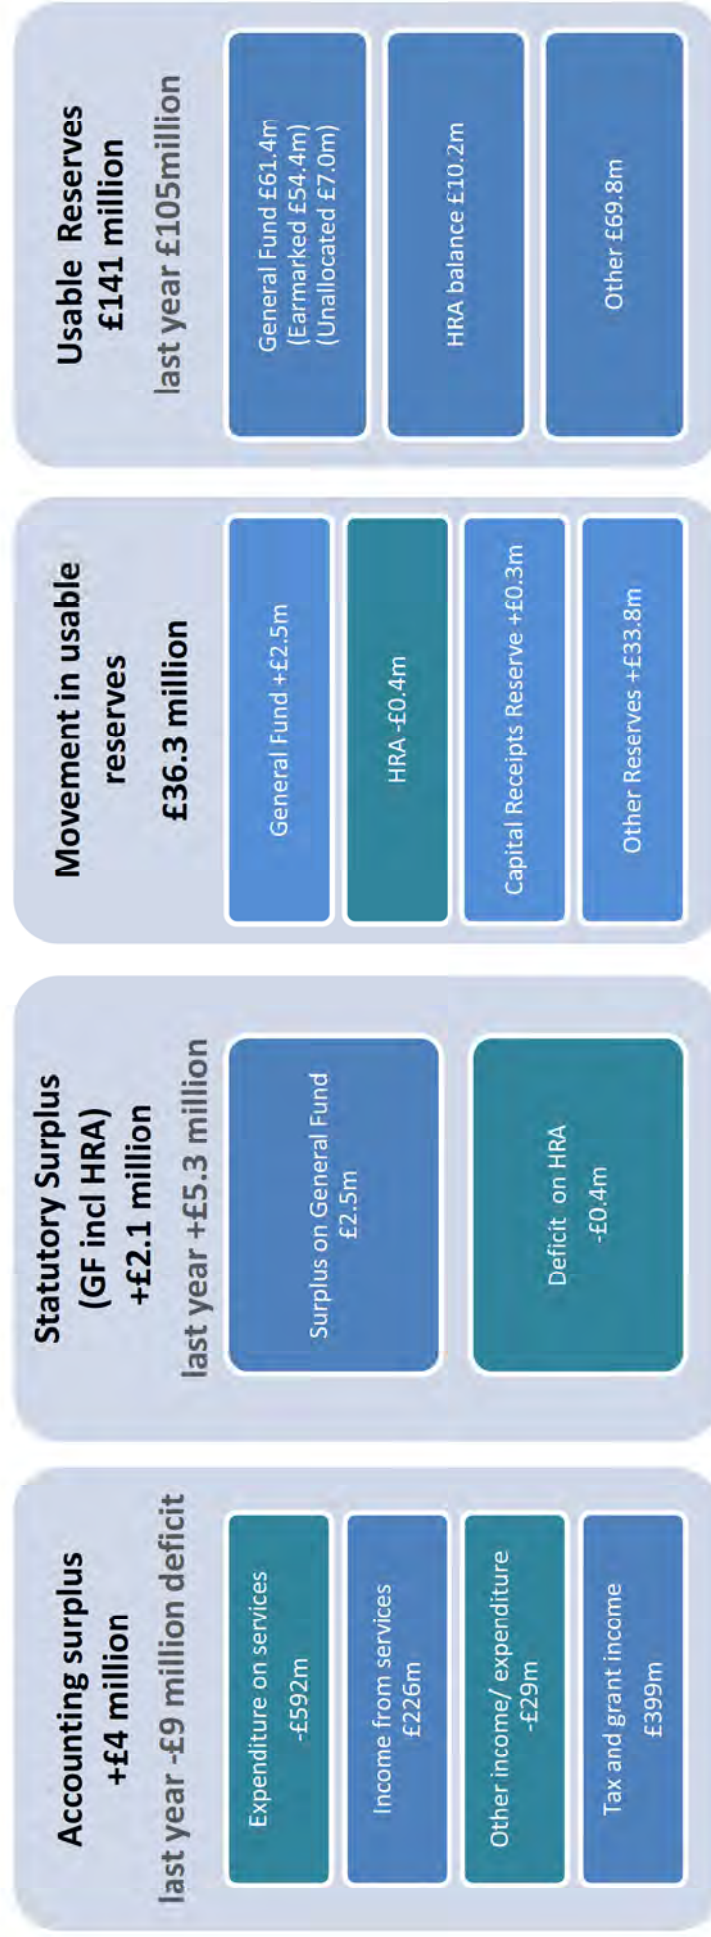 Accounting surplus
+£4 million
last year -£9 million deficit
Expenditure on services
-£592m
Income from services
£226m
Other income/ expenditure
-£29m
Tax and grant income
£399m
Statutory Surplus
(GF incl HRA)
+£2.1 million
last year +£5.3 million
Surplus on General Fund
£2.5m
Deficit on HRA
-£0.4m
Movement in usable
reserves
£36.3 million
General Fund +£2.5m
HRA -£0.4m
Capital Receipts Reserve +£0.3m
Other Reserves +£33.8m
Usable Reserves
£141 million
last year £105million
General Fund £61.4m
(Earmarked £54.4m)
(Unallocated £7.0m)
HRA balance £10.2m
Other £69.8m